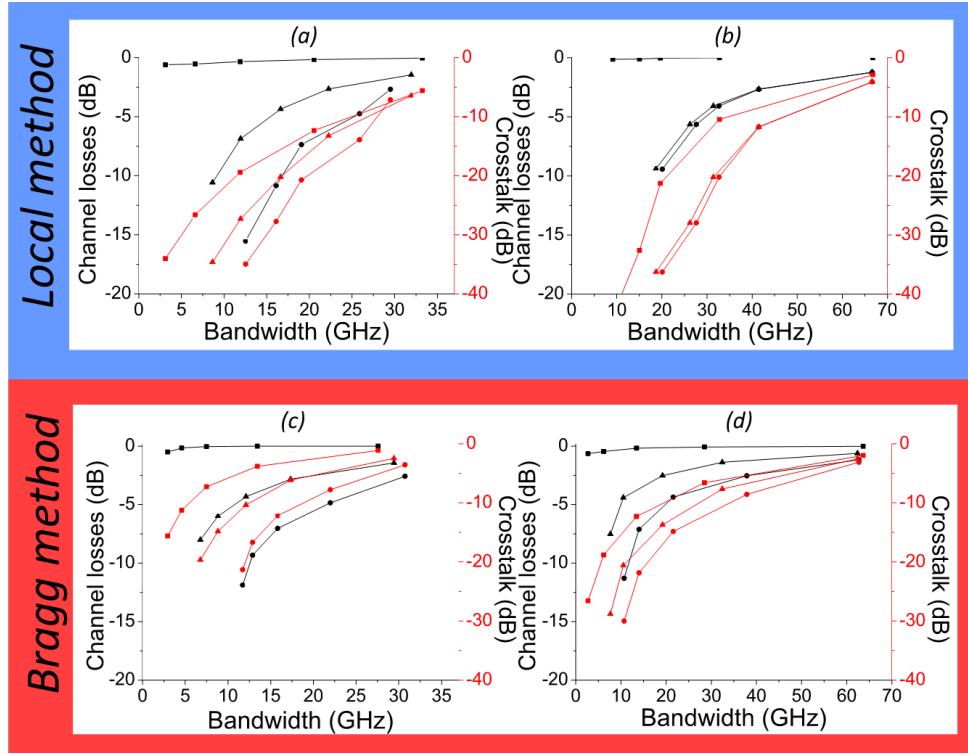 Local method
(a)
0
-5
-10
-15
-20
Channel losses (dB)
0 5 10 15 20 25 30 35
Bandwidth (GHz)
0
-10
-20
-30
-40
Crosstalk (dB)
(b)
0
-5
-10
-15
-20
Channel losses (dB)
0 10 20 30 40 50 60 70 80
Bandwidth (GHz)
0
-10
-20
-30
-40
Crosstalk (dB)
Bragg method
(c)
0
-5
-10
-15
-20
Channel losses (dB)
0 5 10 15 20 25 30 35
Bandwidth (GHz)
0
-10
-20
-30
-40
Crosstalk (dB)
(d)
0
-5
-10
-15
-20
Channel losses (dB)
0 10 20 30 40 50 60 70
Bandwidth (GHz)
0
-10
-20
-30
-40
Crosstalk (dB)